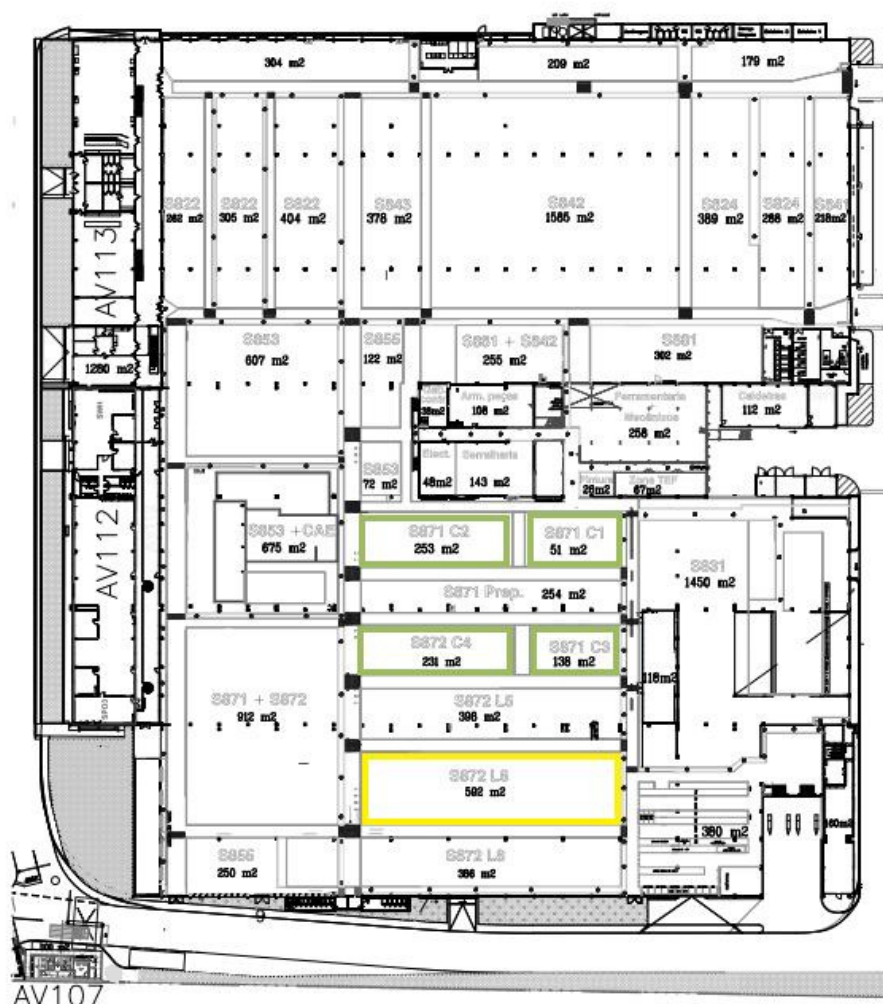 304 m2
209 m2
179 m2
S822
262 m2
S822
305 m2
S822
404 m2
S843
378 m2
S842
1585 m2
S824
389 m2
S824
288 m2
S841
218m2
AV113
1280 m2
S853
607 m2
S855
122 m2
S861 + S842
255 m2
S881
302 m2
Arm. peças
108 m2
38m2
Ferramentaria
Mecânicos
258 m2
Caldeiras
112 m2
S853
72 m2
Elect.
48m2
Serralharia
143 m2
Pintura
28m2
Zona TEF
67m2
AV112
S853 +CAE
675 m2
S871 C2
253 m2
S871 C1
51 m2
S871 Prep. 254 m2
S831
1450 m2
S872 C4
231 m2
S871 C3
138 m2
118m2
S871 + S872
912 m2
S872 L5
396 m2
S872 L6
592 m2
380 m2
160m2
S856
250 m2
S872 L8
366 m2
AV107